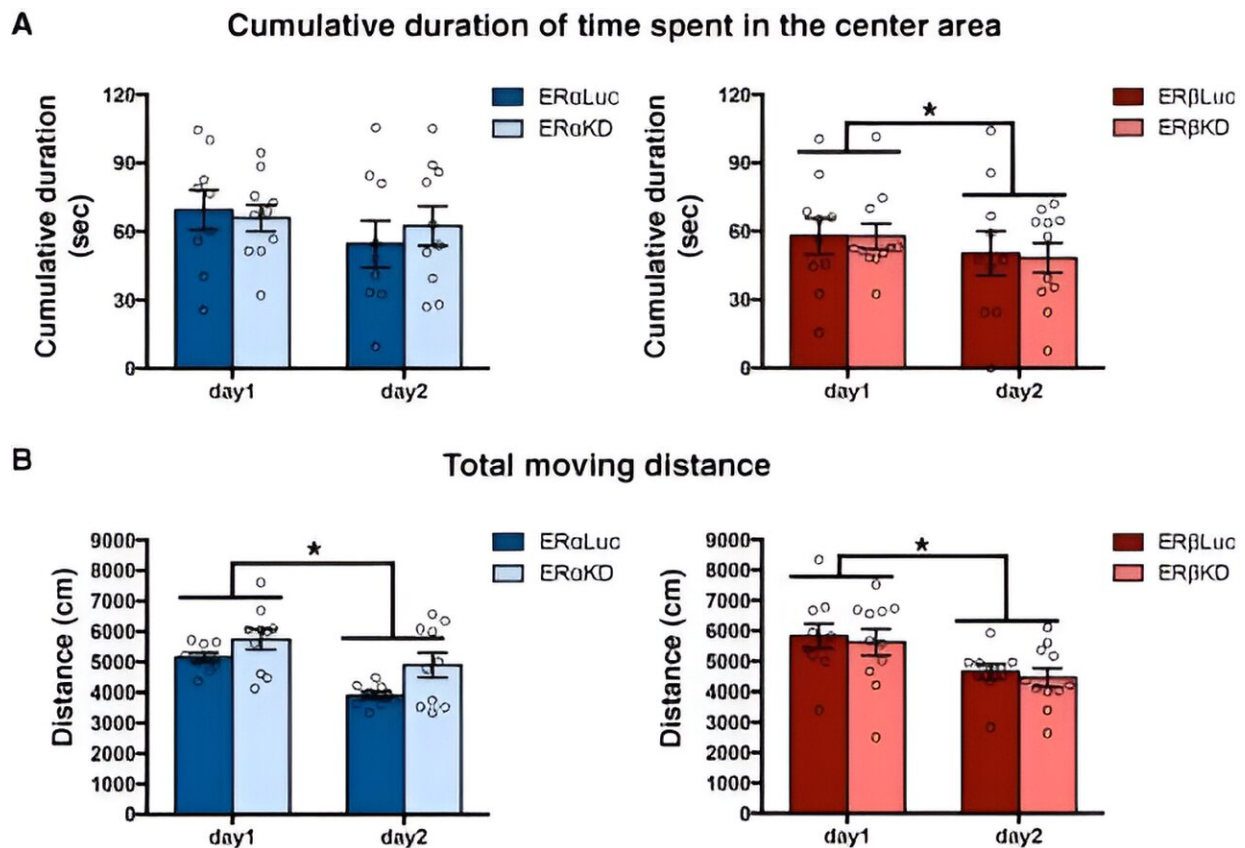 A
Cumulative duration of time spent in the center area
Cumulative duration
(sec)
120
90
60
30
0
day1
day2
ERαLuc
ERαKD
*
Cumulative duration
(sec)
120
90
60
30
0
day1
day2
ERβLuc
ERβKD
*
B
Total moving distance
Distance (cm)
9000
8000
7000
6000
5000
4000
3000
2000
1000
0
day1
day2
ERαLuc
ERαKD
*
Distance (cm)
9000
8000
7000
6000
5000
4000
3000
2000
1000
0
day1
day2
ERβLuc
ERβKD
*